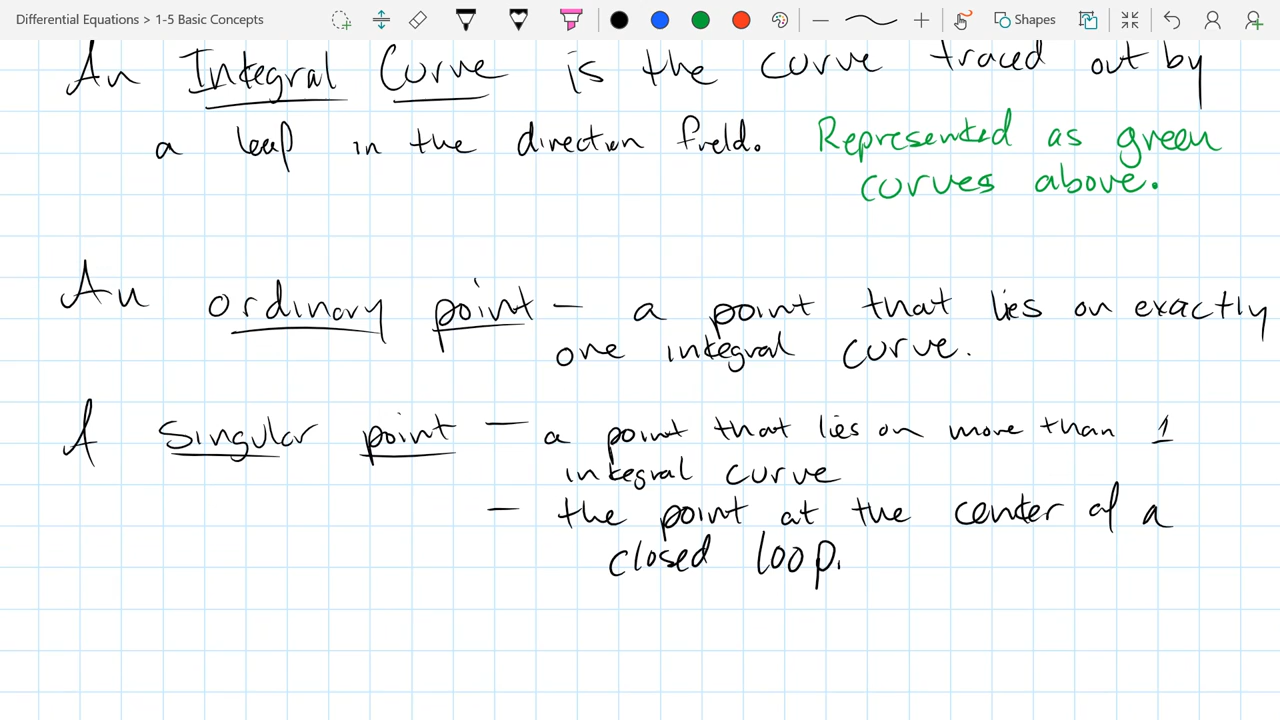 Differential Equations > 1-5 Basic Concepts
Shapes
An Integral Curve is the curve traced out by
a leaf in the direction field. Represented as green
curves above.
An ordinary point – a point that lies on exactly
one integral curve.
A singular point – a point that lies on more than 1
integral curve
– the point at the center of a
closed loop.